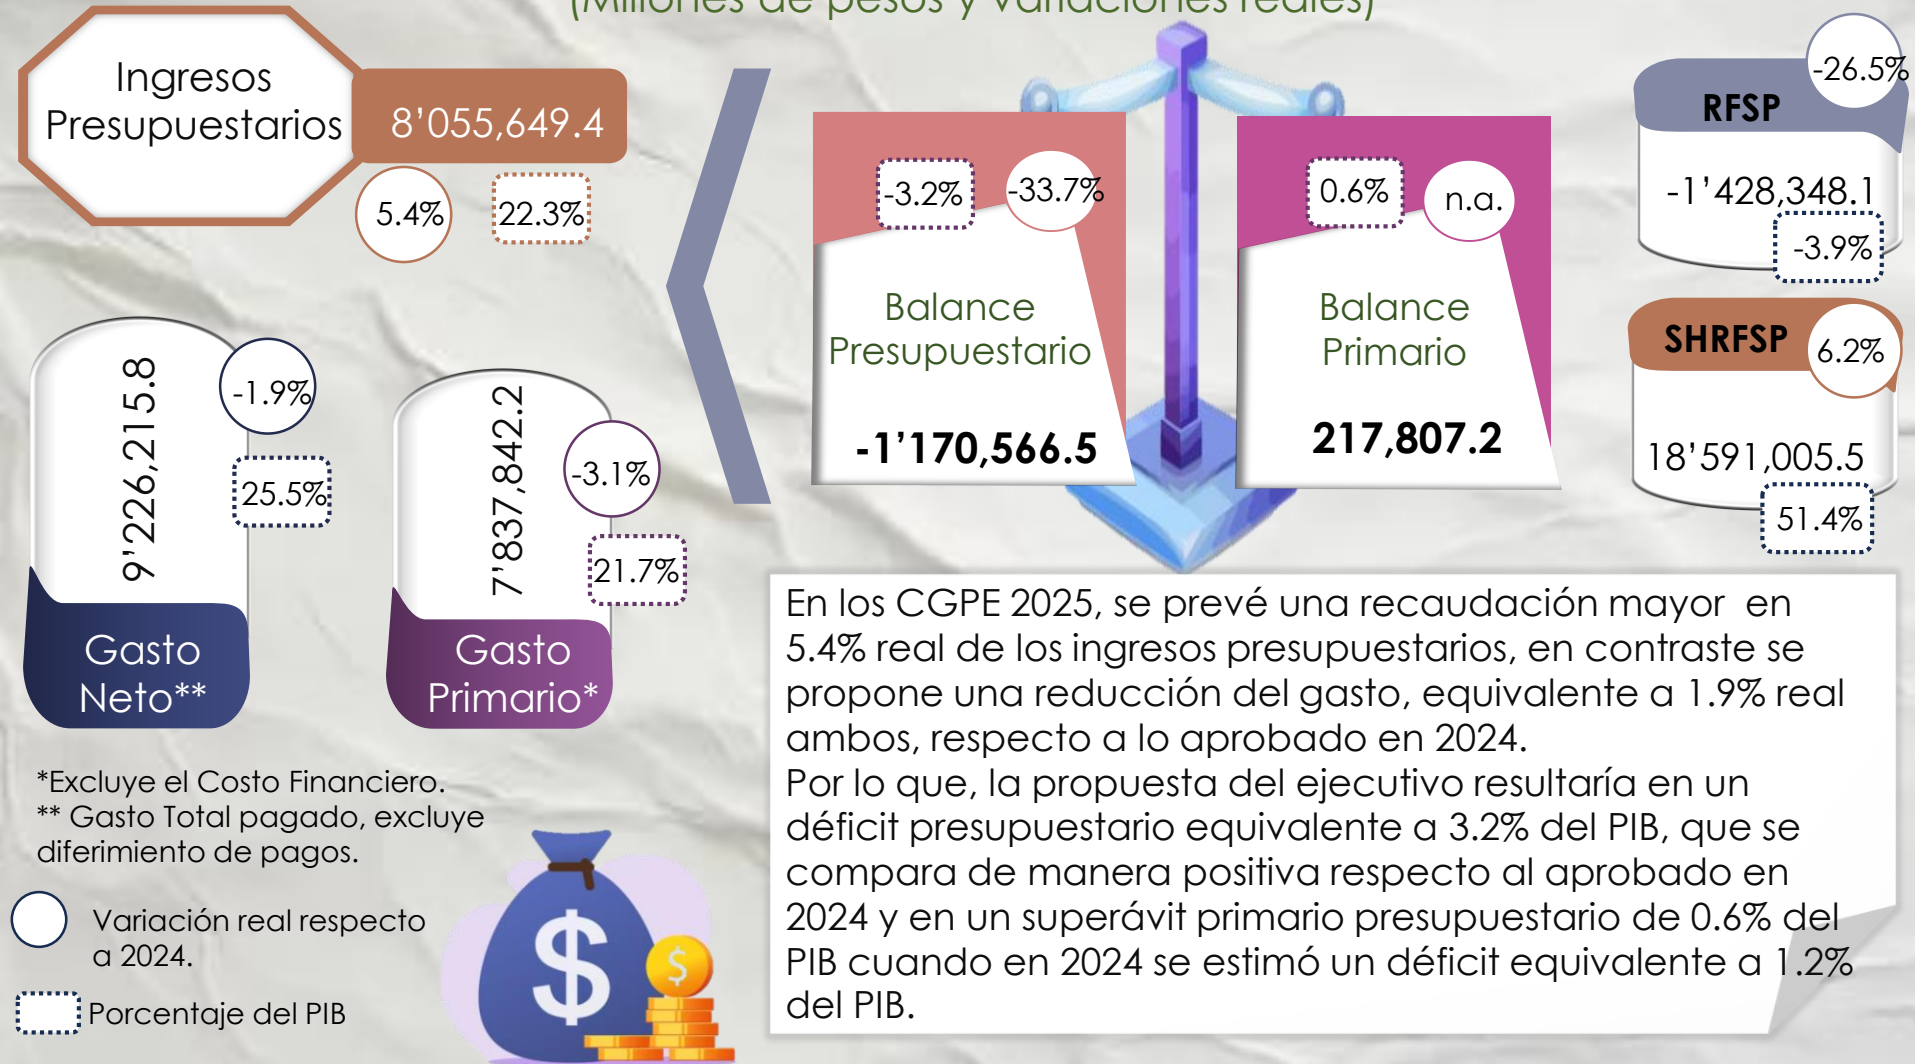 (Millones de pesos y variaciones reales)
Ingresos
Presupuestarios
8’055,649.4
5.4%
22.3%
9’226,215.8
-1.9%
25.5%
Gasto
Neto**
7’837,842.2
-3.1%
21.7%
Gasto
Primario*
*Excluye el Costo Financiero.
** Gasto Total pagado, excluye
diferimiento de pagos.
Variación real respecto
a 2024.
Porcentaje del PIB
$
$
-3.2%
-33.7%
Balance
Presupuestario
-1’170,566.5
0.6%
n.a.
Balance
Primario
217,807.2
-26.5%
RFSP
-1’428,348.1
-3.9%
SHRFSP
6.2%
18’591,005.5
51.4%
En los CGPE 2025, se prevé una recaudación mayor en
5.4% real de los ingresos presupuestarios, en contraste se
propone una reducción del gasto, equivalente a 1.9% real
ambos, respecto a lo aprobado en 2024.
Por lo que, la propuesta del ejecutivo resultaría en un
déficit presupuestario equivalente a 3.2% del PIB, que se
compara de manera positiva respecto al aprobado en
2024 y en un superávit primario presupuestario de 0.6% del
PIB cuando en 2024 se estimó un déficit equivalente a 1.2%
del PIB.